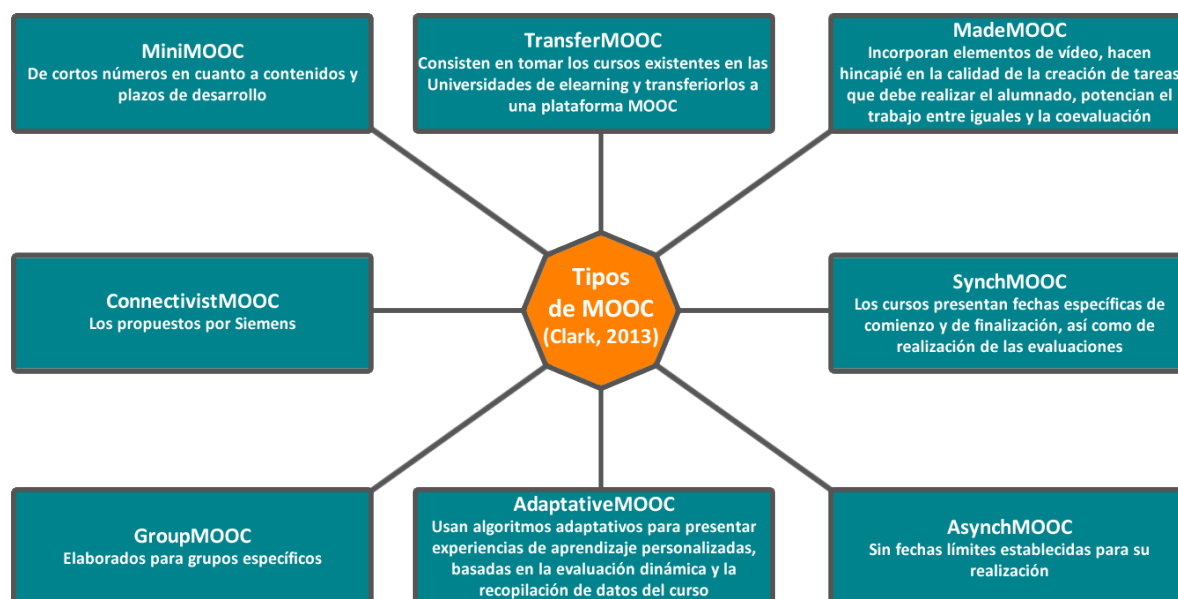 MiniMOOC
De cortos números en cuanto a contenidos y
plazos de desarrollo
TransferMOOC
Consisten en tomar los cursos existentes en las
Universidades de elearning y transferiorlos a
una plataforma MOOC
MadeMOOC
Incorporan elementos de vídeo, hacen
hincapié en la calidad de la creación de tareas
que debe realizar el alumnado, potencian el
trabajo entre iguales y la coevaluación
ConnectivistMOOC
Los propuestos por Siemens
Tipos
de MOOC
(Clark, 2013)
SynchMOOC
Los cursos presentan fechas específicas de
comienzo y de finalización, así como de
realización de las evaluaciones
GroupMOOC
Elaborados para grupos específicos
AdaptativeMOOC
Usan algoritmos adaptativos para presentar
experiencias de aprendizaje personalizadas,
basadas en la evaluación dinámica y la
recopilación de datos del curso
AsynchMOOC
Sin fechas límites establecidas para su
realización